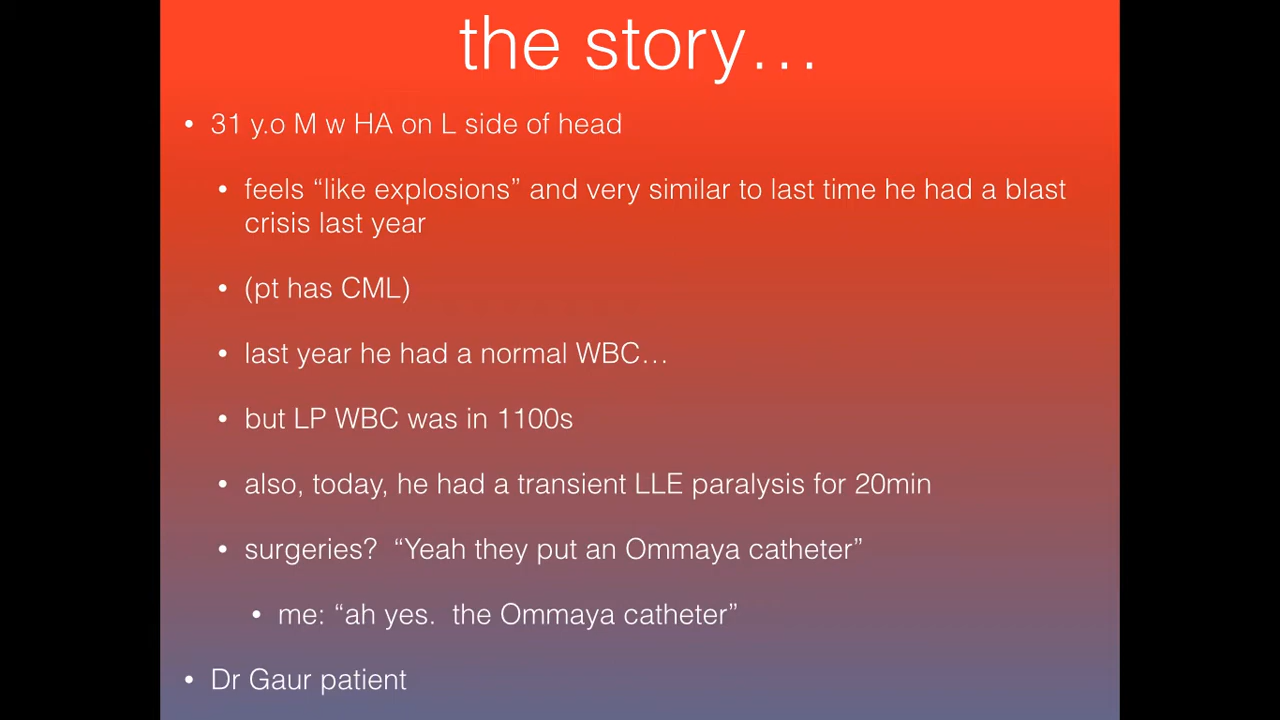 the story…
• 31 y.o M w HA on L side of head
• feels “like explosions” and very similar to last time he had a blast
crisis last year
• (pt has CML)
• last year he had a normal WBC…
• but LP WBC was in 1100s
• also, today, he had a transient LLE paralysis for 20min
• surgeries?  “Yeah they put an Ommaya catheter”
• me: “ah yes.  the Ommaya catheter”
• Dr Gaur patient